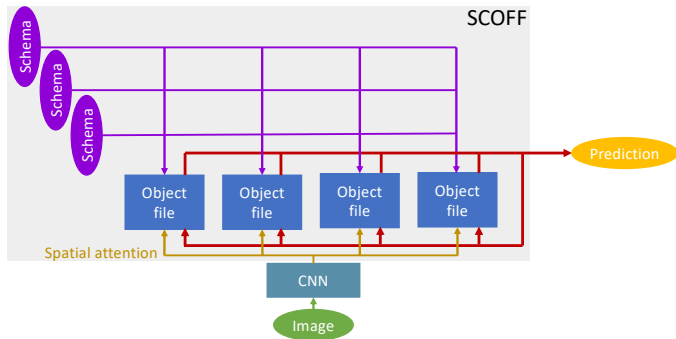 SCOFF
Schema
Schema
Schema
Prediction
Object
file
Object
file
Object
file
Object
file
Spatial attention
CNN
Image